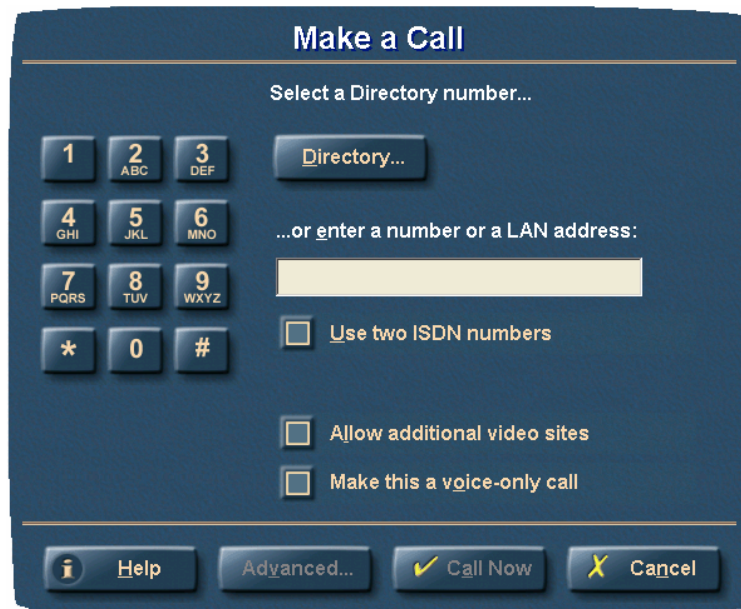 Make a Call
Select a Directory number...
1 2 3
ABC DEF
Directory...
4 5 6
GHI JKL MNO
...or enter a number or a LAN address:
7 8 9
PQRS TUV WXYZ
Use two ISDN numbers
* 0 #
Allow additional video sites
Make this a voice-only call
i Help Advanced... Call Now Cancel